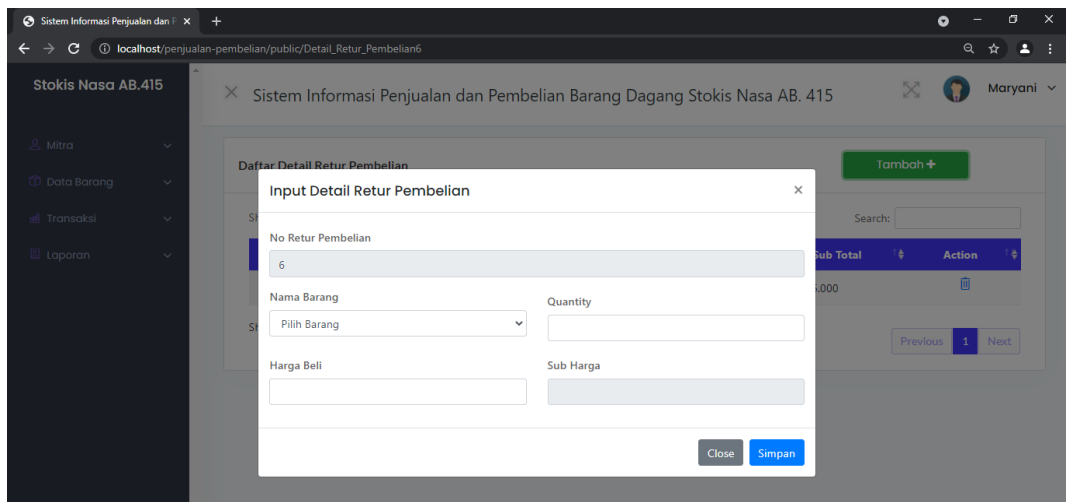 Sistem Informasi Penjualan dan P
localhost/penjualan-pembelian/public/Detail_Retur_Pembelian6
Stokis Nasa AB.415
Sistem Informasi Penjualan dan Pembelian Barang Dagang Stokis Nasa AB. 415
Maryani
Mitra
Data Barang
Transaksi
Laporan
Daftar Detail Retur Pembelian
Tambah
Search:
Sub Total
Action
5.000
Previous 1 Next
Input Detail Retur Pembelian
No Retur Pembelian
6
Nama Barang
Quantity
Pilih Barang
Harga Beli
Sub Harga
Close
Simpan